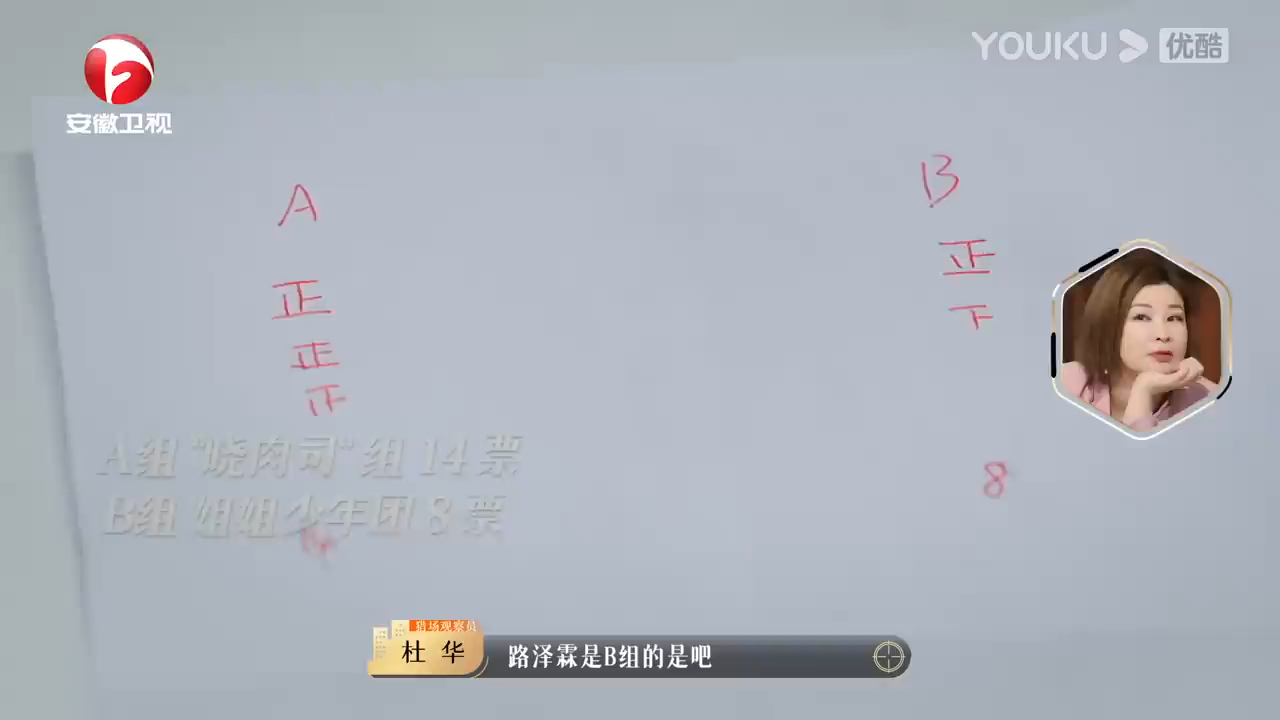 安徽卫视
YOUKU 优酷
A
正
正
正
B
正
下
8
14
A组 "晓肉司" 组 14 票
B组 姐姐少年团 8 票
猎场观察员
杜华
路泽霖是B组的是吧